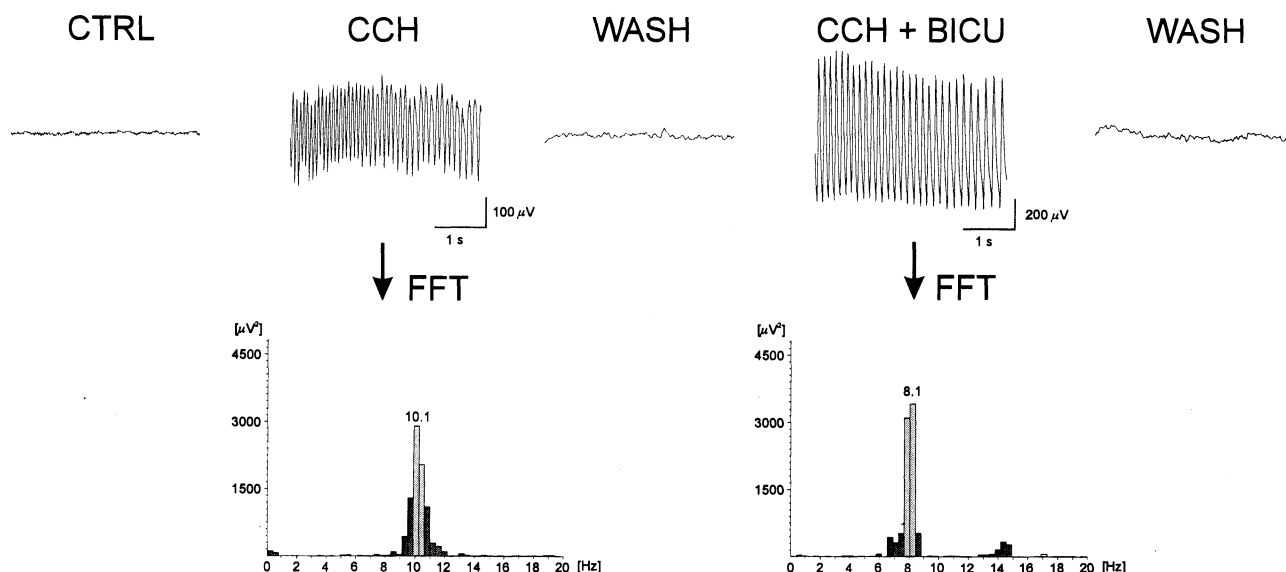 CTRL CCH WASH CCH + BICU WASH
100 μV
1 s
200 μV
1 s
FFT
FFT
[μV²]
4500
3000
1500
10.1
0 2 4 6 8 10 12 14 16 18 20 [Hz]
[μV²]
4500
3000
1500
8.1
0 2 4 6 8 10 12 14 16 18 20 [Hz]